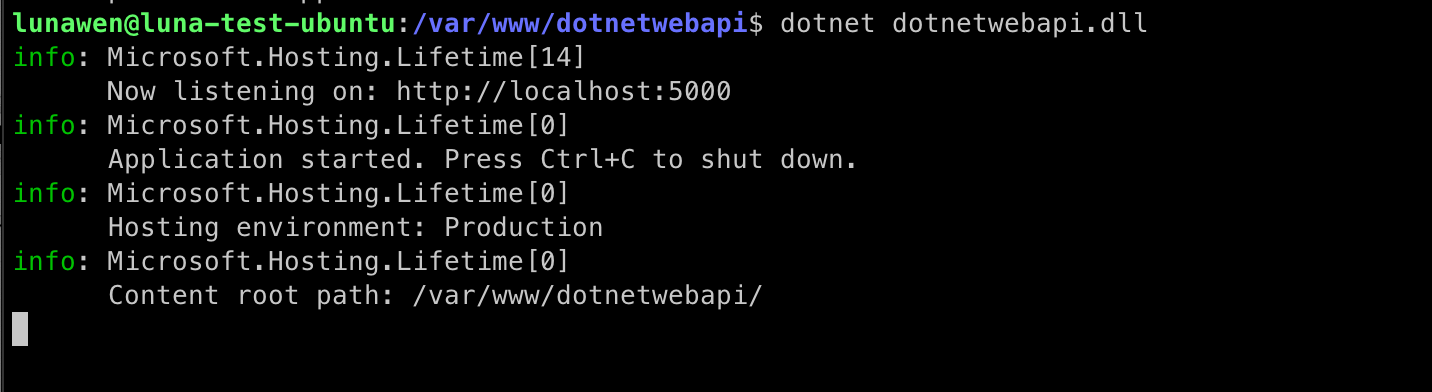 lunawen@luna-test-ubuntu:/var/www/dotnetwebapi$ dotnet dotnetwebapi.dll
info: Microsoft.Hosting.Lifetime[14]
      Now listening on: http://localhost:5000
info: Microsoft.Hosting.Lifetime[0]
      Application started. Press Ctrl+C to shut down.
info: Microsoft.Hosting.Lifetime[0]
      Hosting environment: Production
info: Microsoft.Hosting.Lifetime[0]
      Content root path: /var/www/dotnetwebapi/